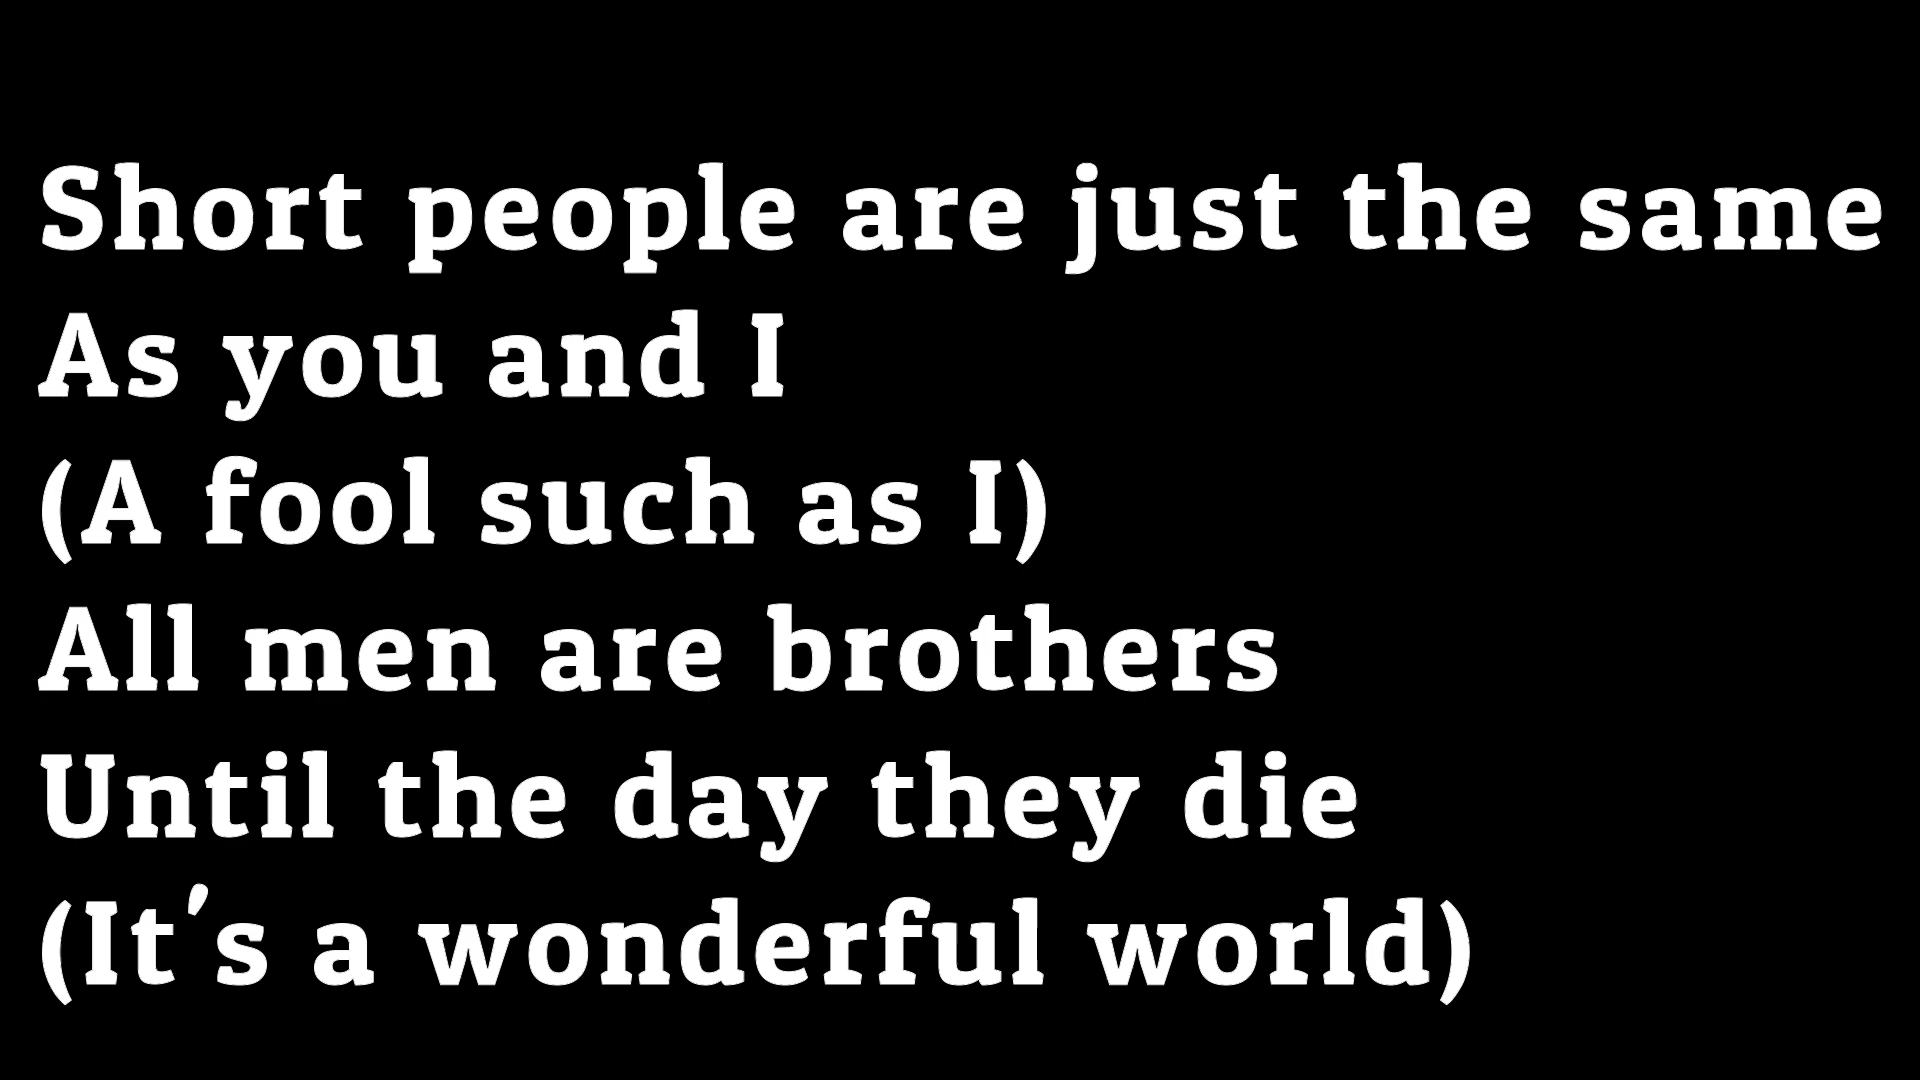 Short people are just the same
As you and I
(A fool such as I)
All men are brothers
Until the day they die
(It's a wonderful world)